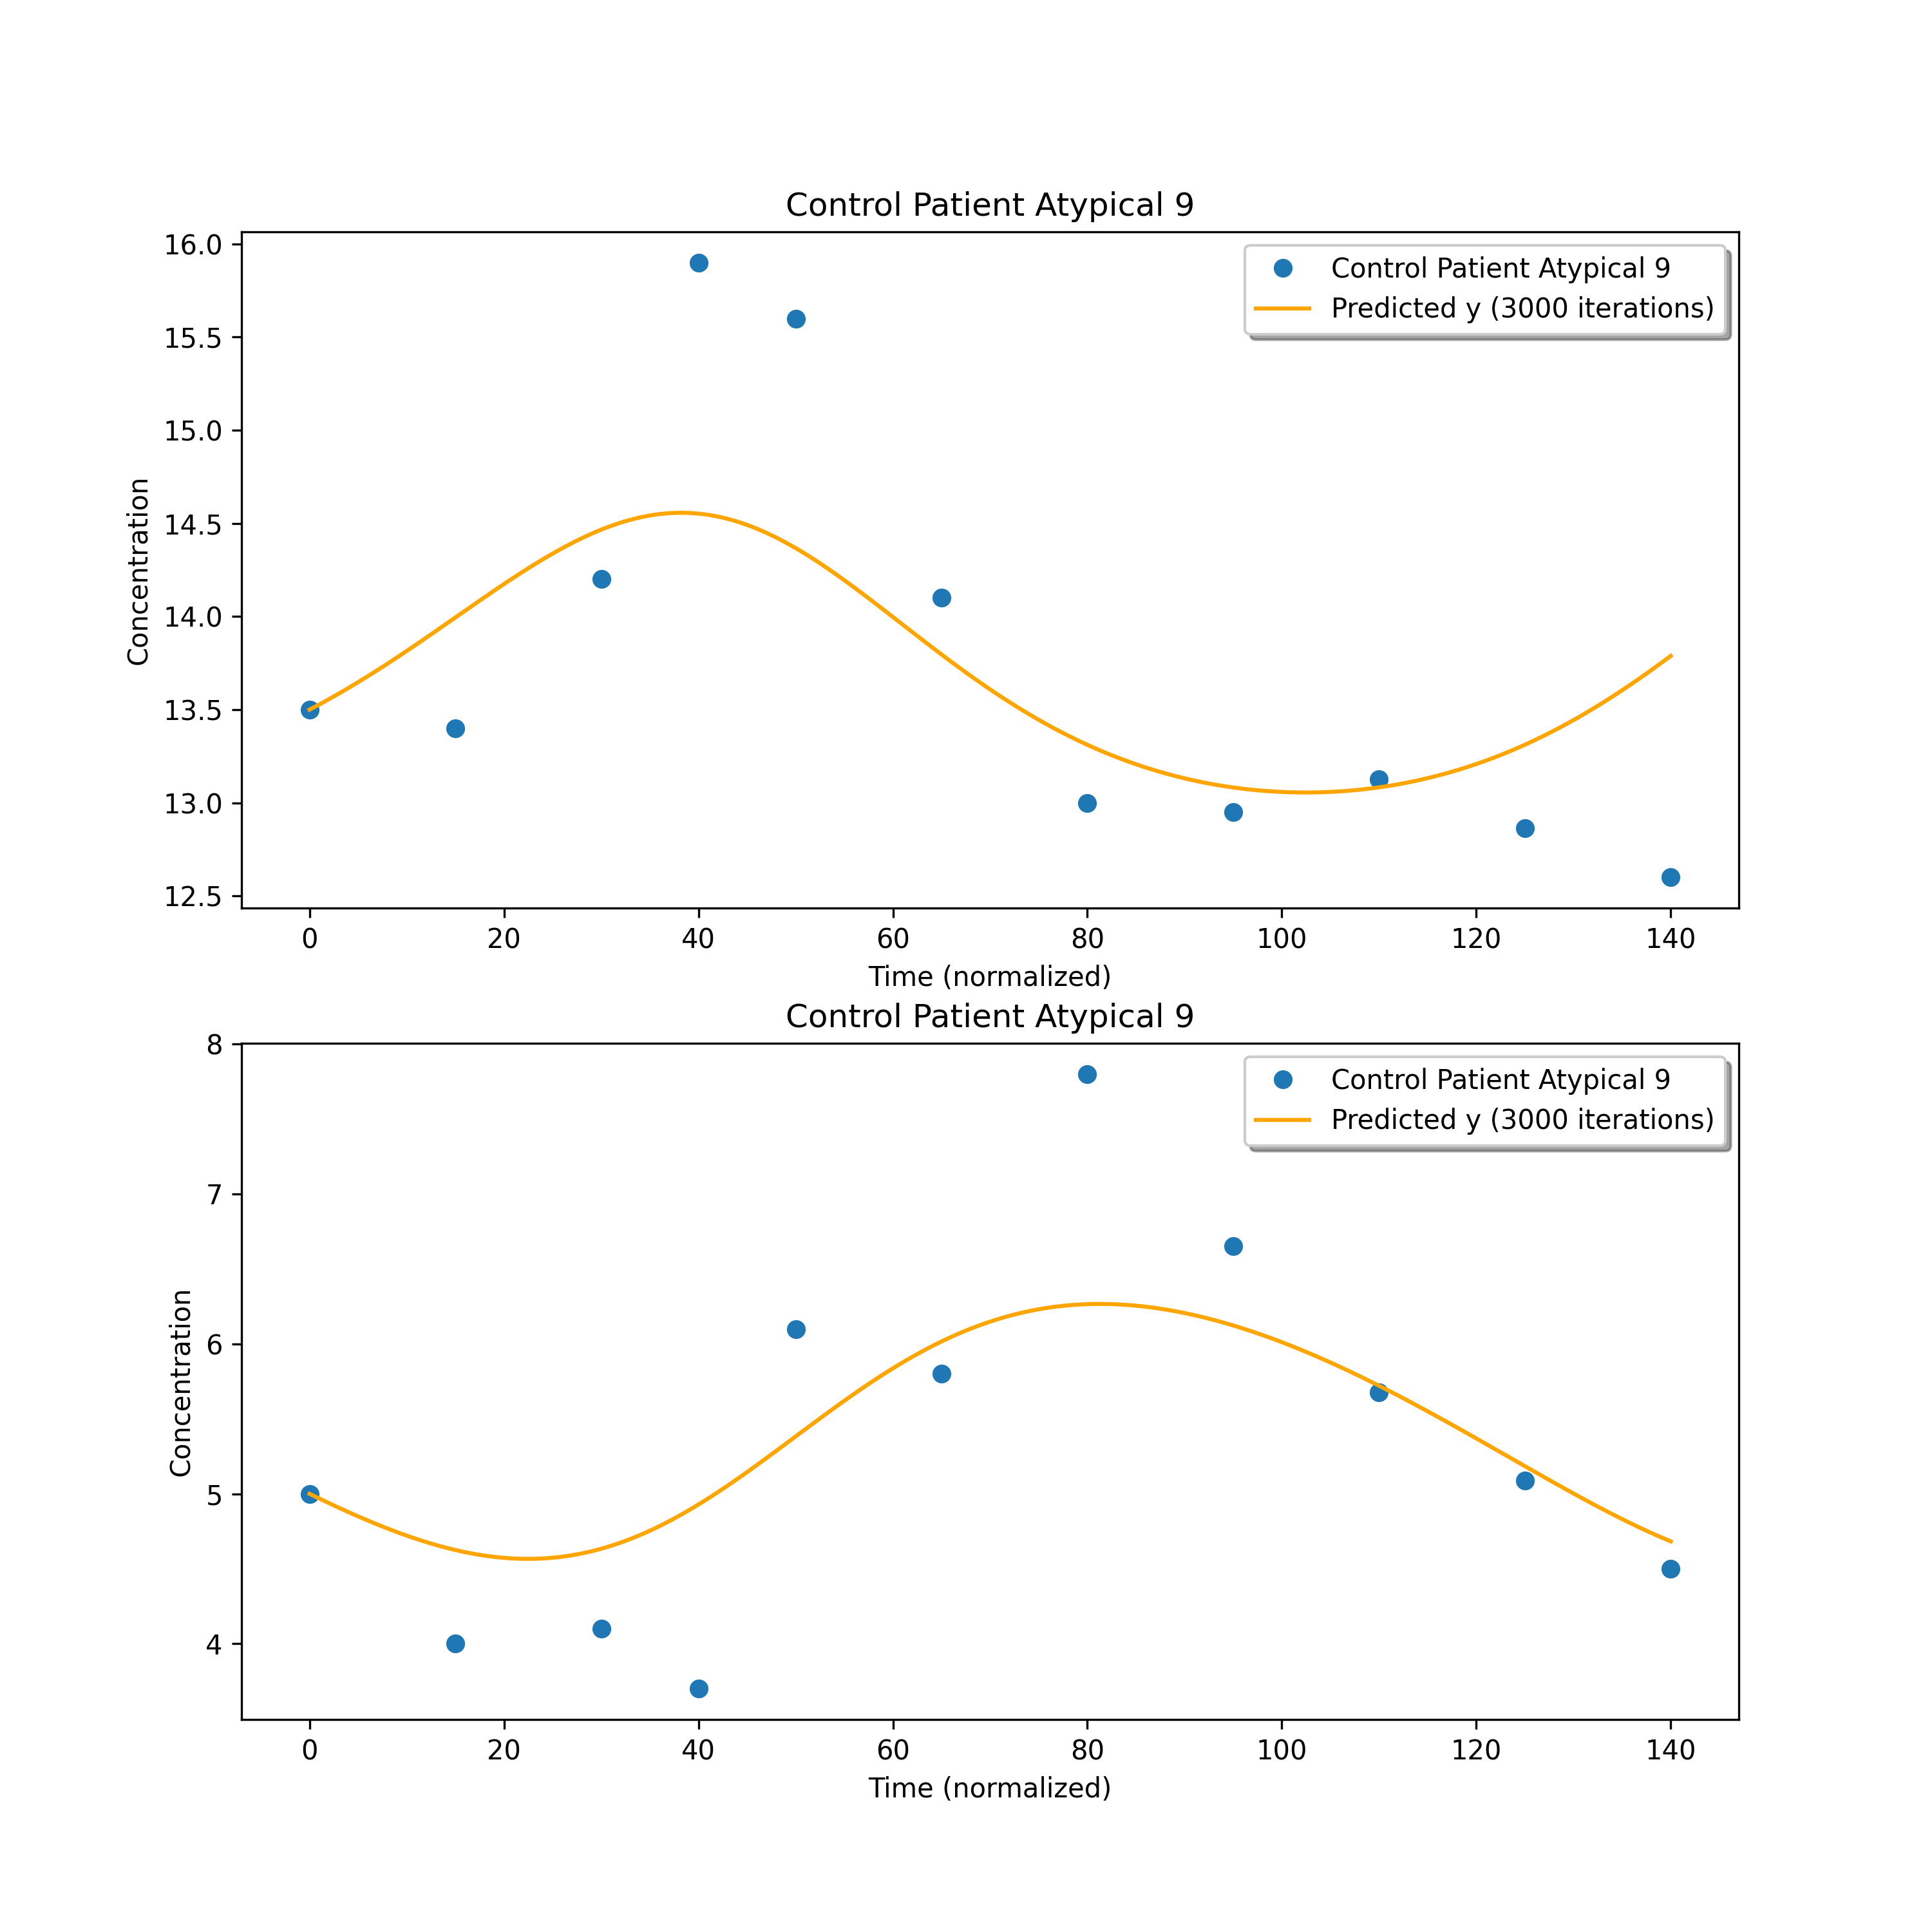 Control Patient Atypical 9
16.0
15.5
15.0
14.5
14.0
13.5
13.0
12.5
Concentration
Control Patient Atypical 9
Predicted y (3000 iterations)
0 20 40 60 80 100 120 140
Time (normalized)
Control Patient Atypical 9
8
7
6
5
4
Concentration
Control Patient Atypical 9
Predicted y (3000 iterations)
0 20 40 60 80 100 120 140
Time (normalized)